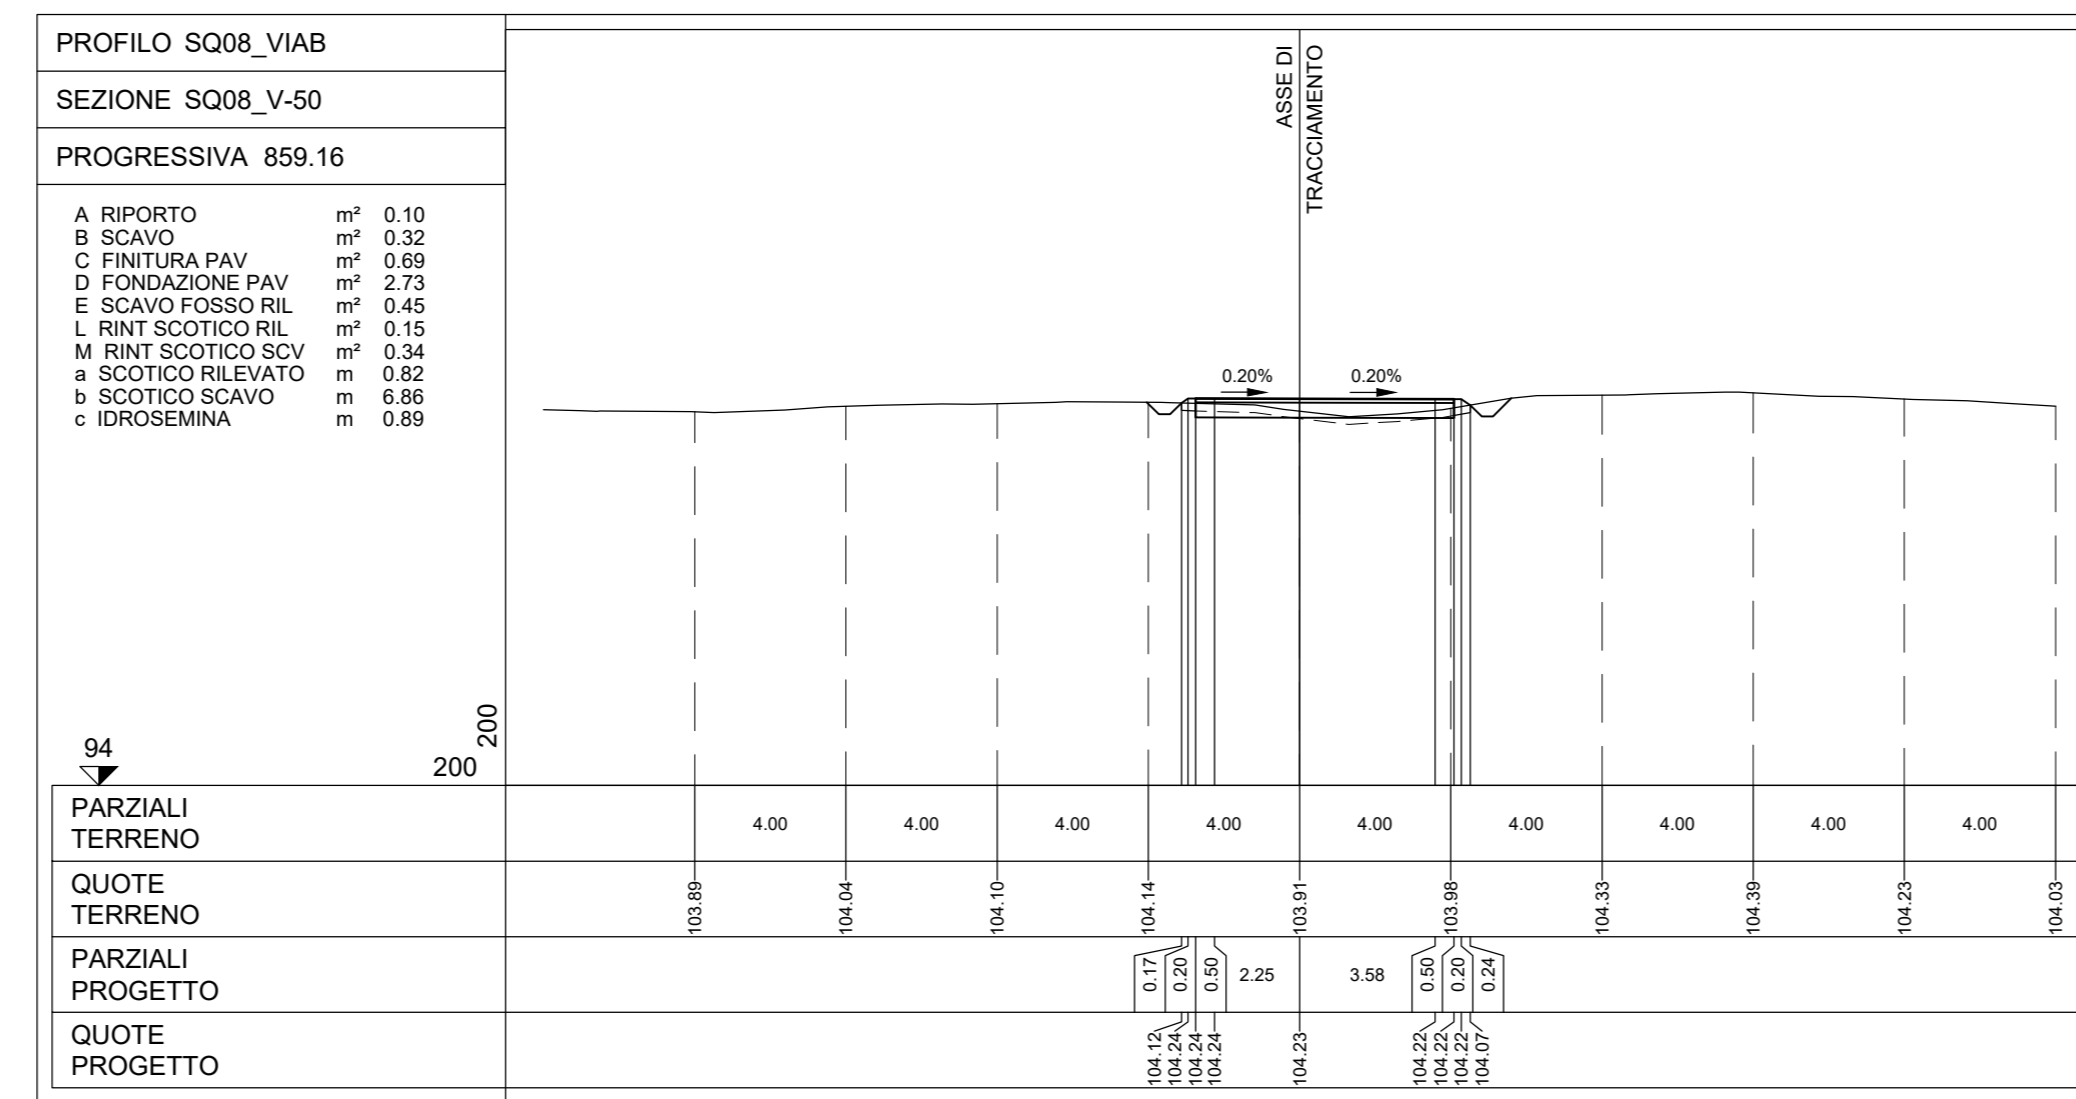 PROFILO SQ08_VIAB
SEZIONE SQ08_V-50
PROGRESSIVA 859.16
A RIPORTO m² 0.10
B SCAVO m² 0.32
C FINITURA PAV m² 0.69
D FONDAZIONE PAV m² 2.73
E SCAVO FOSSO RIL m² 0.45
L RINT SCOTICO RIL m² 0.15
M RINT SCOTICO SCV m² 0.34
a SCOTICO RILEVATO m 0.82
b SCOTICO SCAVO m 6.86
c IDROSEMINA m 0.89
ASSE DI
TRACCIAMENTO
0.20% 0.20%
200
94
200
PARZIALI
TERRENO
4.00 4.00 4.00 4.00 4.00 4.00 4.00 4.00 4.00
QUOTE
TERRENO
103.89 104.04 104.10 104.14 103.91 103.98 104.33 104.39 104.23 104.03
PARZIALI
PROGETTO
0.17 0.20 0.50 2.25 3.58 0.50 0.20 0.24
QUOTE
PROGETTO
104.12 104.24 104.24 104.24 104.23 104.22 104.22 104.22 104.07